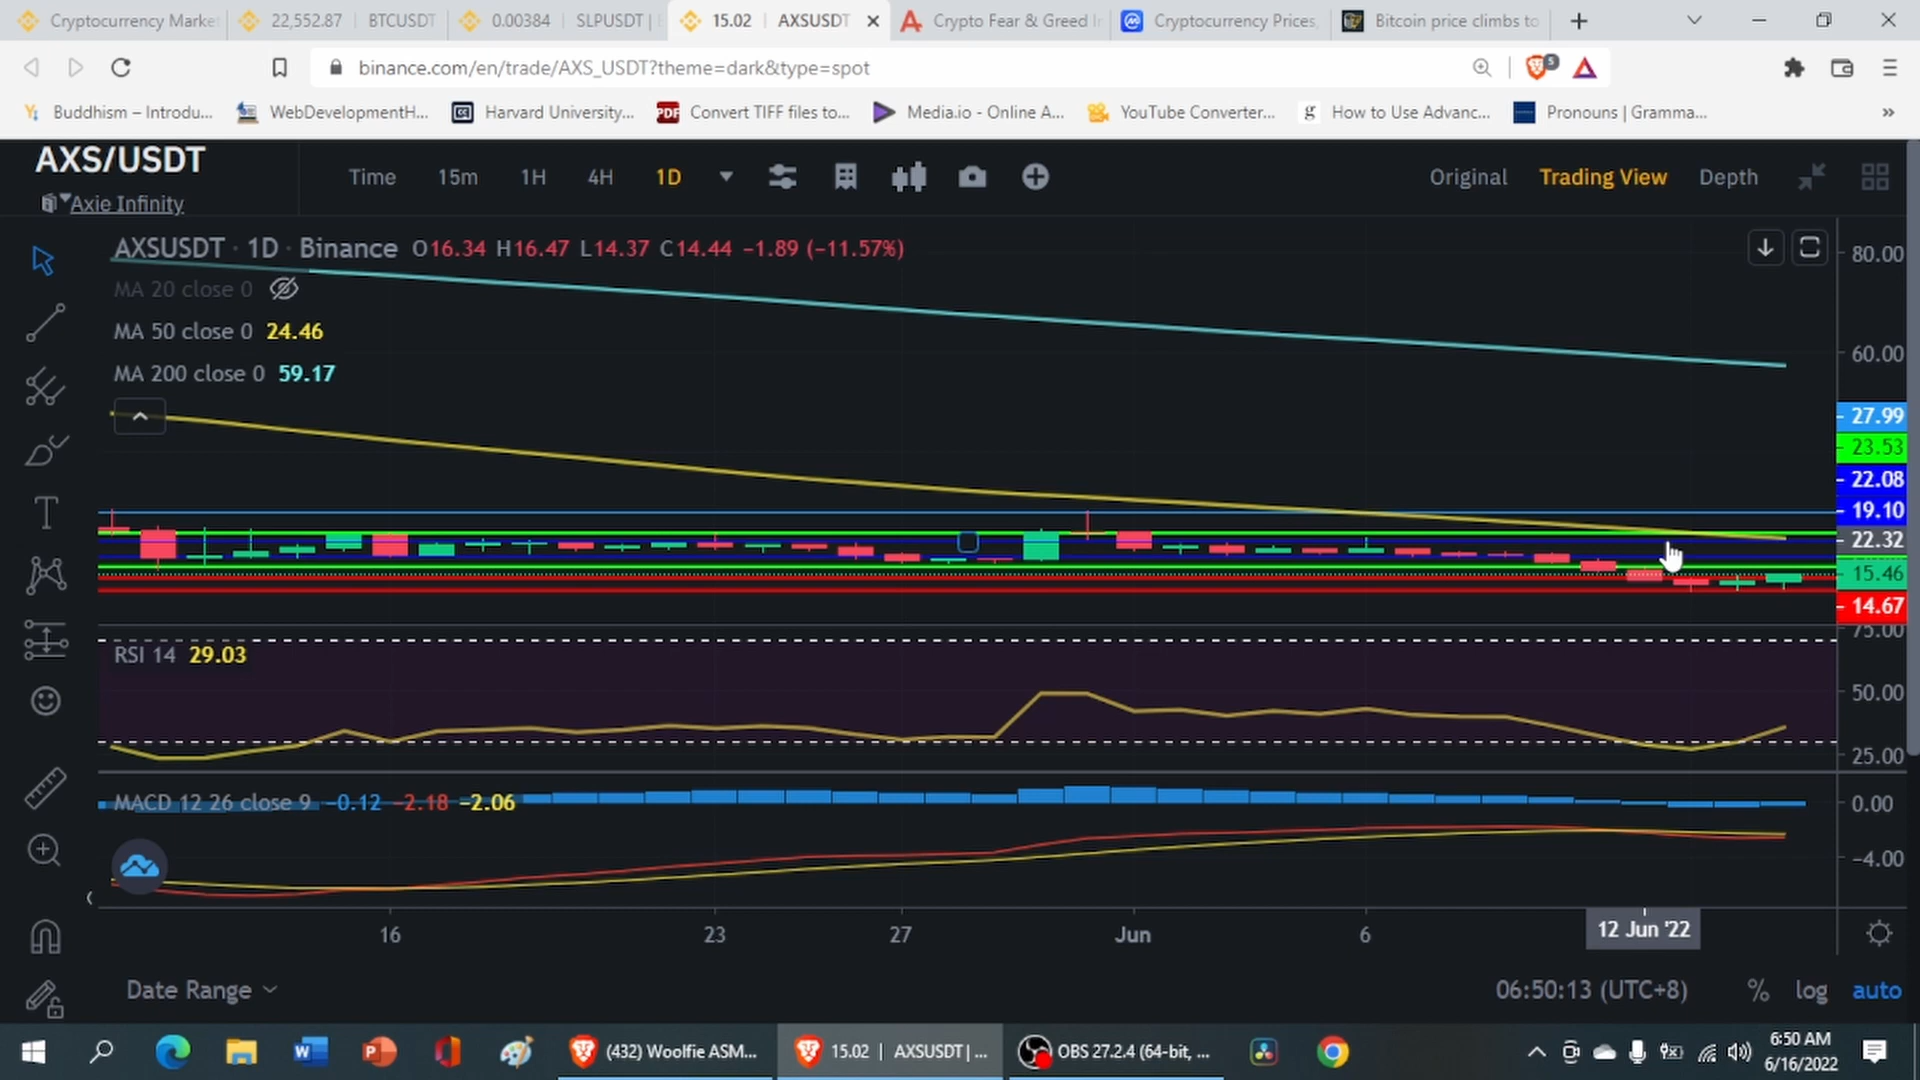 Cryptocurrency Market
22,552.87 | BTCUSDT
0.00384 | SLPUSDT |
15.02 | AXSUSDT
Crypto Fear & Greed I
Cryptocurrency Prices,
Bitcoin price climbs to
binance.com/en/trade/AXS_USDT?theme=dark&type=spot
5
Buddhism – Introdu...
WebDevelopmentH...
Harvard University...
PDF
Convert TIFF files to...
Media.io - Online A...
YouTube Converter...
g
How to Use Advanc...
Pronouns | Gramma...
»
AXS/USDT
Axie Infinity
Time 15m 1H 4H 1D
Original Trading View Depth
AXSUSDT · 1D · Binance O16.34 H16.47 L14.37 C14.44 −1.89 (−11.57%)
MA 20 close 0
MA 50 close 0 24.46
MA 200 close 0 59.17
80.00
60.00
27.99
23.53
22.08
19.10
22.32
15.46
14.67
RSI 14 29.03
75.00
50.00
25.00
MACD 12 26 close 9 −0.12 −2.18 −2.06
0.00
−4.00
16 23 27 Jun 6 12 Jun '22
Date Range
06:50:13 (UTC+8) % log auto
(432) Woolfie ASM...
15.02 | AXSUSDT | ...
OBS 27.2.4 (64-bit, ...
6:50 AM
6/16/2022